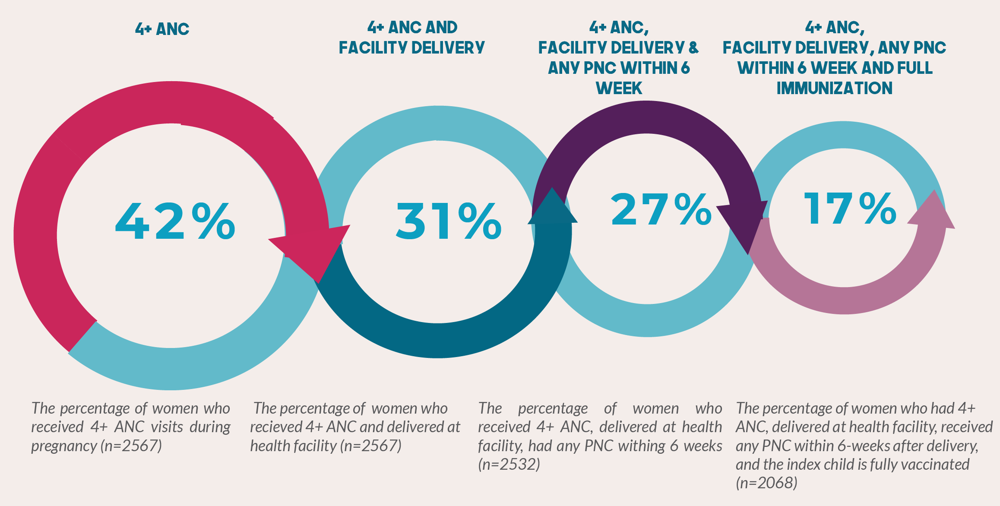 4+ ANC
4+ ANC AND
FACILITY DELIVERY
4+ ANC,
FACILITY DELIVERY &
ANY PNC WITHIN 6
WEEK
4+ ANC,
FACILITY DELIVERY, ANY PNC
WITHIN 6 WEEK AND FULL
IMMUNIZATION
42%
31%
27%
17%
The percentage of women who
received 4+ ANC visits during
pregnancy (n=2567)
The percentage of women who
recieved 4+ ANC and delivered at
health facility (n=2567)
The percentage of women who
received 4+ ANC, delivered at health
facility, had any PNC withing 6 weeks
(n=2532)
The percentage of women who had 4+
ANC, delivered at health facility, received
any PNC within 6-weeks after delivery,
and the index child is fully vaccinated
(n=2068)